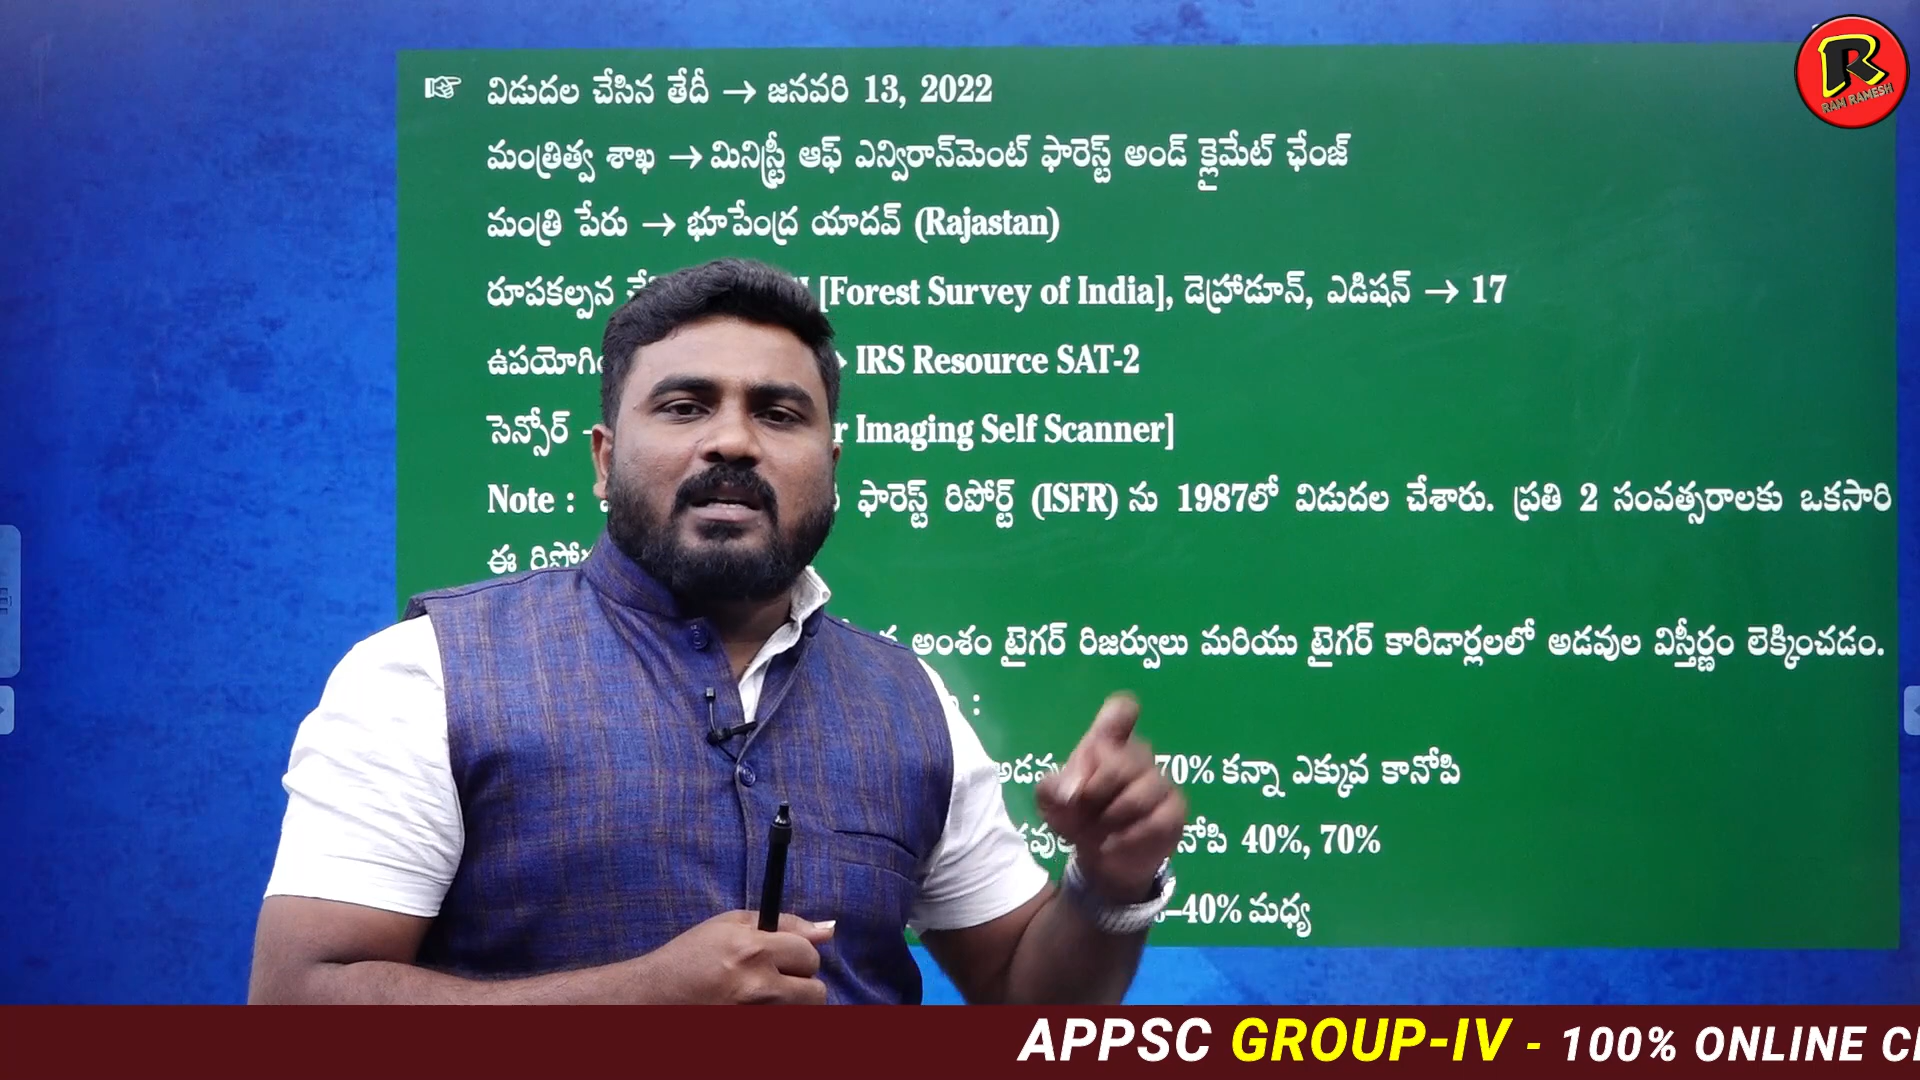 R
RAM RAMESH
విడుదల చేసిన తేదీ → జనవరి 13, 2022
మంత్రిత్వ శాఖ → మినిస్ట్రీ ఆఫ్ ఎన్విరాన్‌మెంట్ ఫారెస్ట్ అండ్ క్లైమేట్ ఛేంజ్
మంత్రి పేరు → భూపేంద్ర యాదవ్ (Rajastan)
రూపకల్పన [Forest Survey of India], డెహ్రాడూన్, ఎడిషన్ → 17
IRS Resource SAT-2
సెన్సోర్ Imaging Self Scanner]
Note : ఫారెస్ట్ రిపోర్ట్ (ISFR) ను 1987లో విడుదల చేశారు. ప్రతి 2 సంవత్సరాలకు ఒకసారి
ఈ
అంశం టైగర్ రిజర్వులు మరియు టైగర్ కారిడార్లలలో అడవుల విస్తీర్ణం లెక్కించడం.
:
70% కన్నా ఎక్కువ కానోపి
40%, 70%
–40% మధ్య
APPSC GROUP-IV - 100% ONLINE